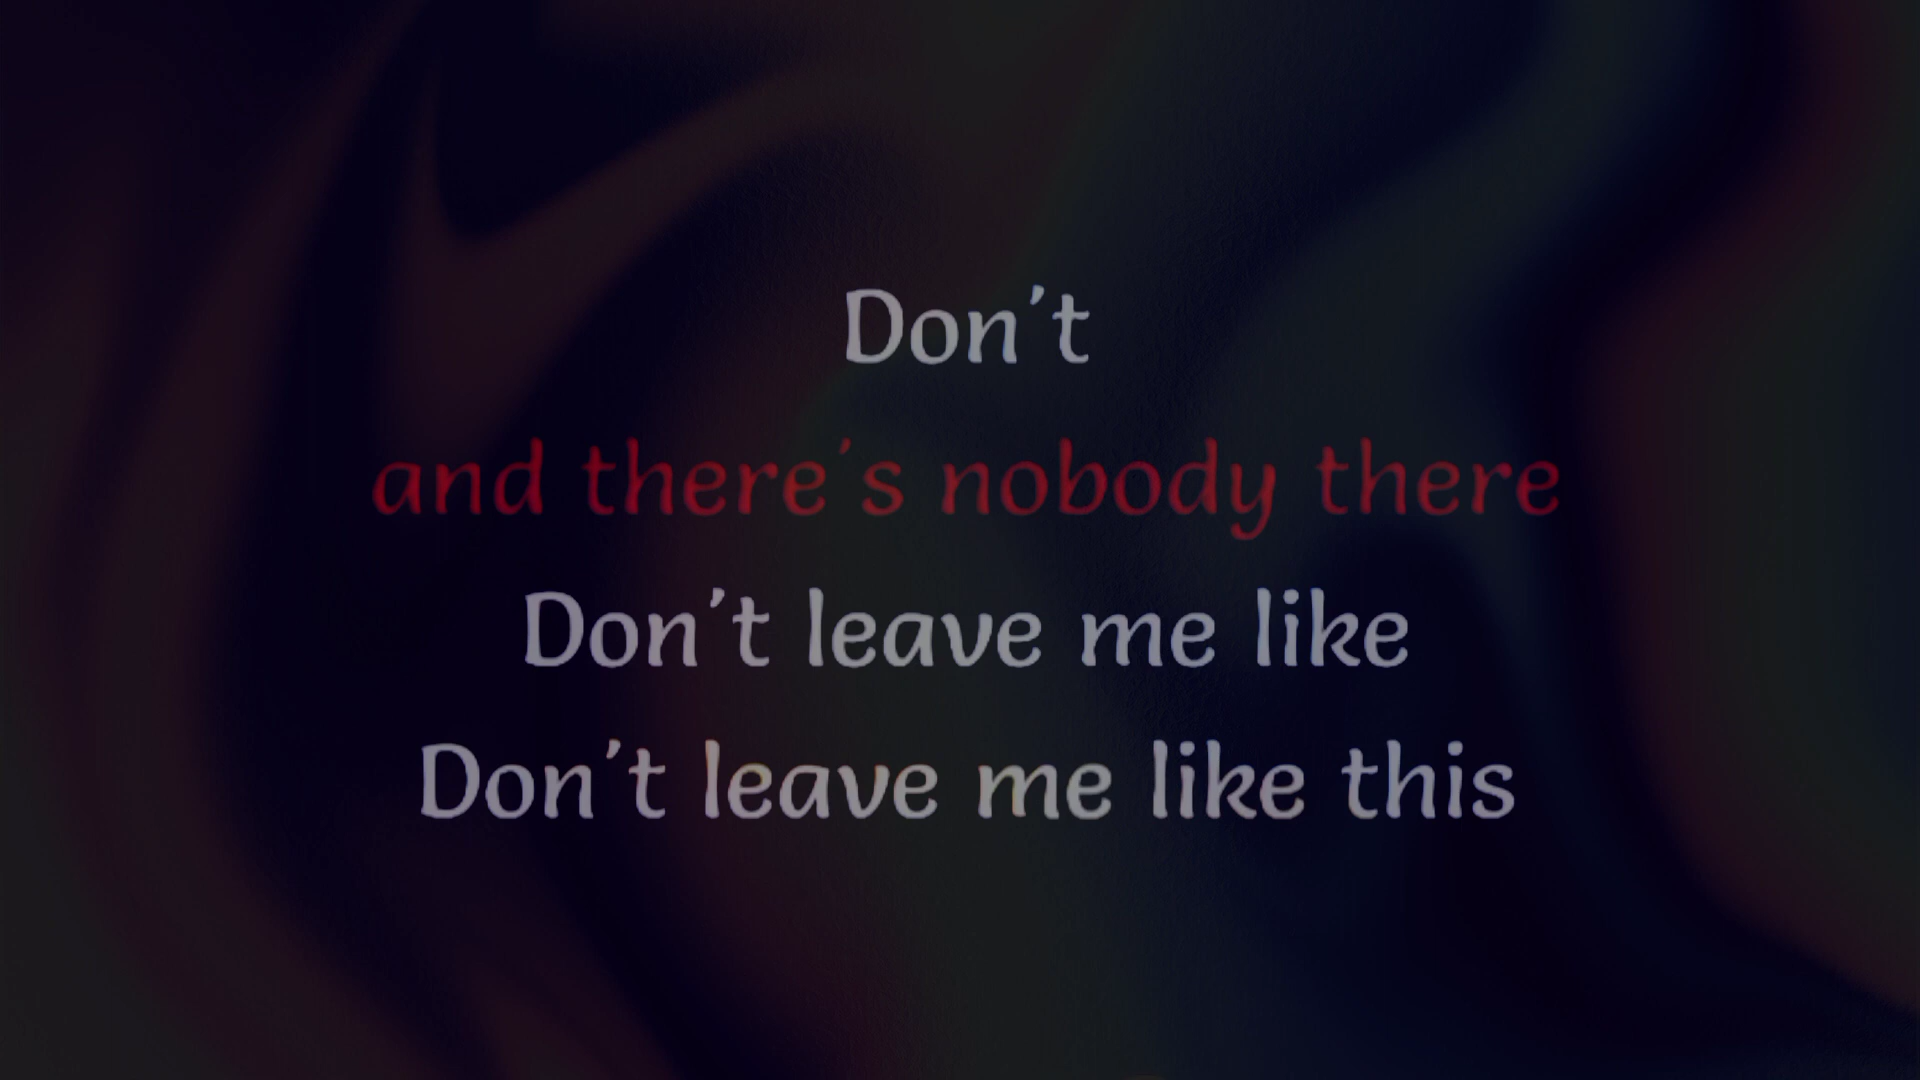 Don't
and there's nobody there
Don't leave me like
Don't leave me like this